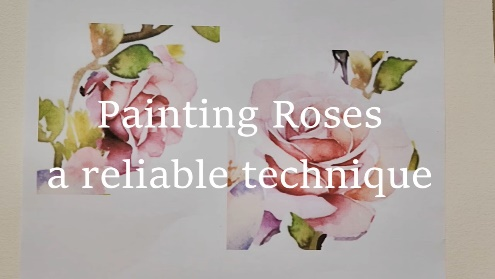 Painting Roses
a reliable technique